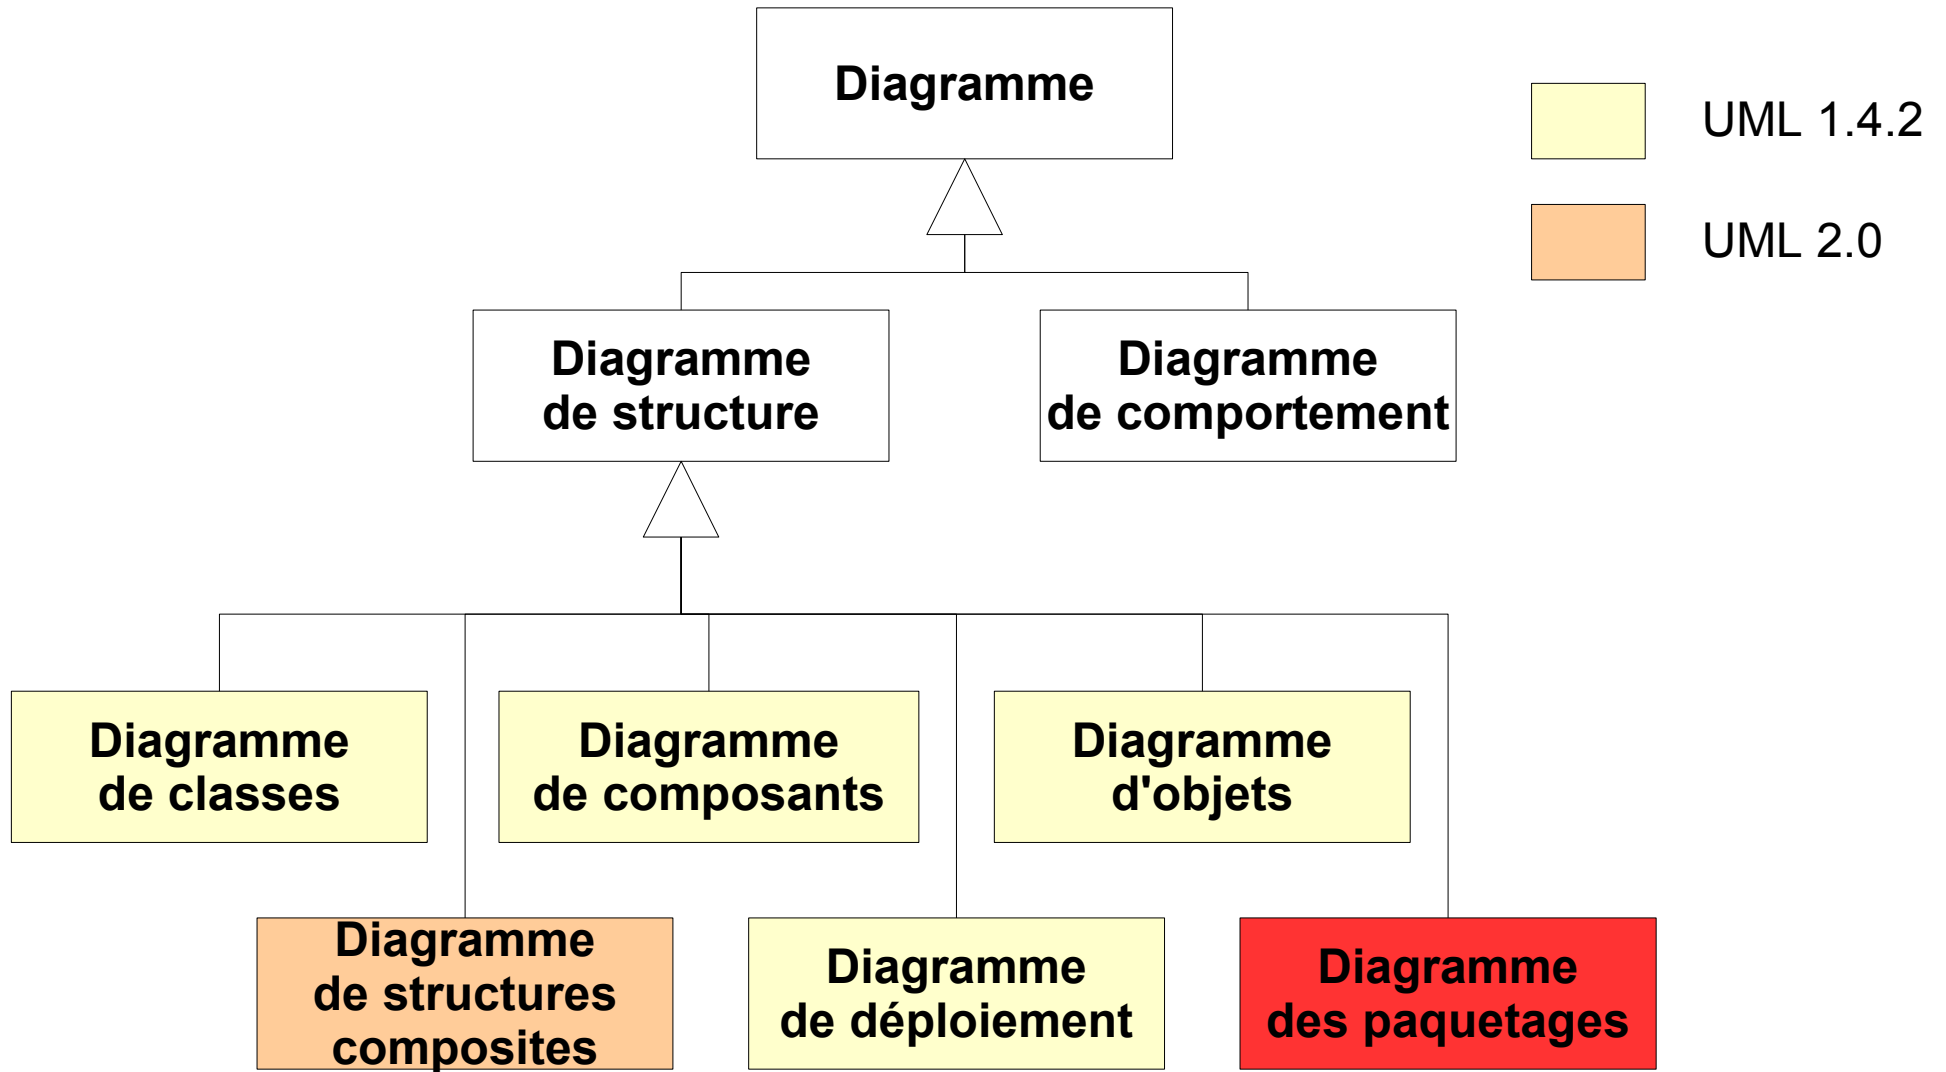 Diagramme
UML 1.4.2
UML 2.0
Diagramme
de structure
Diagramme
de comportement
Diagramme
de classes
Diagramme
de composants
Diagramme
d'objets
Diagramme
de structures
composites
Diagramme
de déploiement
Diagramme
des paquetages